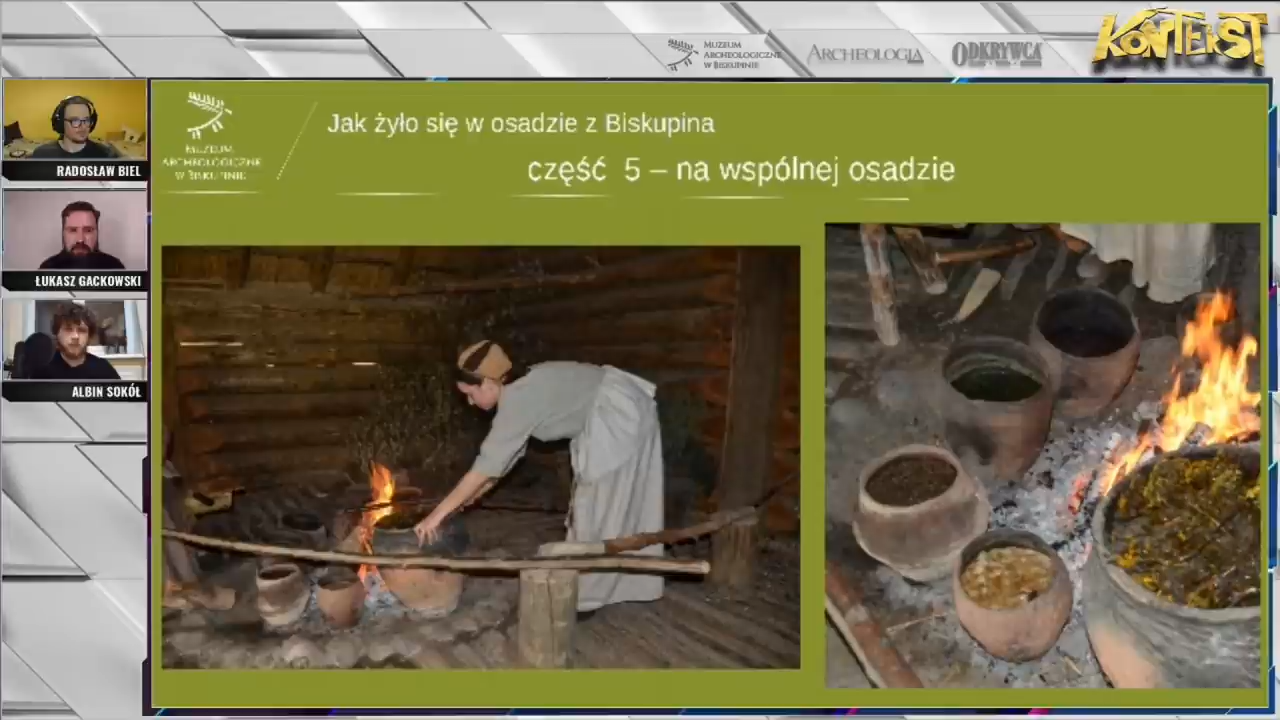 MUZEUM
ARCHEOLOGICZNE
W BISKUPINIE
ARCHEOLOGIA
ODKRYWCA
KONTEKST
RADOSŁAW BIEL
ŁUKASZ GACKOWSKI
ALBIN SOKÓŁ
MUZEUM
ARCHEOLOGICZNE
W BISKUPINIE
Jak żyło się w osadzie z Biskupina
część 5 – na wspólnej osadzie